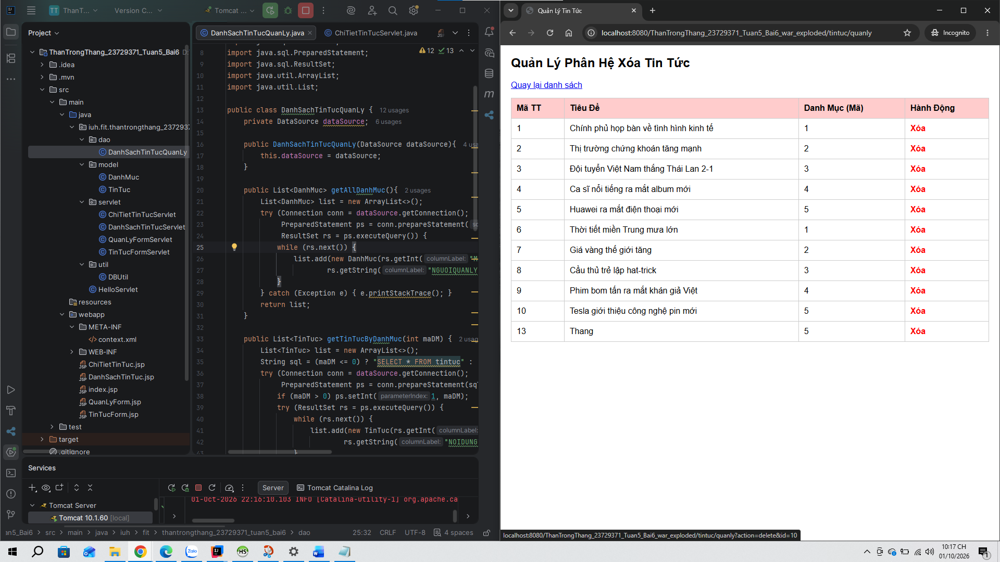 TT ThanT...
Version C...
Tomcat ...
Project
ThanTrongThang_23729371_Tuan5_Bai6 D:
.idea
.mvn
src
main
java
iuh.fit.thantrongthang_23729371
dao
DanhSachTinTucQuanLy
model
DanhMuc
TinTuc
servlet
ChiTietTinTucServlet
DanhSachTinTucServlet
QuanLyFormServlet
TinTucFormServlet
util
DBUtil
HelloServlet
resources
webapp
META-INF
context.xml
WEB-INF
ChiTietTinTuc.jsp
DanhSachTinTuc.jsp
index.jsp
QuanLyForm.jsp
TinTucForm.jsp
test
target
.gitignore
DanhSachTinTucQuanLy.java
ChiTietTinTucServlet.java
12 13
8 import java.sql.PreparedStatement;
9 import java.sql.ResultSet;
10 import java.util.ArrayList;
11 import java.util.List;
12
13 public class DanhSachTinTucQuanLy { 12 usages
14 private DataSource dataSource; 6 usages
15
16 public DanhSachTinTucQuanLy(DataSource dataSource){ 4 usa
17 this.dataSource = dataSource;
18 }
19
20 public List<DanhMuc> getAllDanhMuc(){ 2 usages
21 List<DanhMuc> list = new ArrayList<>();
22 try (Connection conn = dataSource.getConnection();
23 PreparedStatement ps = conn.prepareStatement(
24 ResultSet rs = ps.executeQuery()) {
25 while (rs.next()) {
26 list.add(new DanhMuc(rs.getInt( columnLabel: "M
27 rs.getString( columnLabel: "NGUOIQUANLY
28 }
29 } catch (Exception e) { e.printStackTrace(); }
30 return list;
31 }
32
33 public List<TinTuc> getTinTucByDanhMuc(int maDM) { 2 usag
34 List<TinTuc> list = new ArrayList<>();
35 String sql = (maDM <= 0) ? "SELECT * FROM tintuc" :
36 try (Connection conn = dataSource.getConnection();
37 PreparedStatement ps = conn.prepareStatement(sq
38 if (maDM > 0) ps.setInt( parameterIndex: 1, maDM);
39 try (ResultSet rs = ps.executeQuery()) {
40 while (rs.next()) {
41 list.add(new TinTuc(rs.getInt( columnLabel:
42 rs.getString( columnLabel: "NOIDUNG
43 }
Services
Server
Tomcat Catalina Log
Tomcat Server
Tomcat 10.1.60 [local]
01-Oct-2026 22:16:10.103 INFO [Catalina-utility-1] org.apache.ca
an5_Bai6 > src > main > java > iuh > fit > thantrongthang_23729371_tuan5_bai6 > dao
25:32 CRLF UTF-8 4 spaces
Quản Lý Tin Tức
localhost:8080/ThanTrongThang_23729371_Tuan5_Bai6_war_exploded/tintuc/quanly
Incognito
Quản Lý Phân Hệ Xóa Tin Tức
Quay lại danh sách
Mã TT Tiêu Đề Danh Mục (Mã) Hành Động
1 Chính phủ họp bàn về tình hình kinh tế 1 Xóa
2 Thị trường chứng khoán tăng mạnh 2 Xóa
3 Đội tuyển Việt Nam thắng Thái Lan 2-1 3 Xóa
4 Ca sĩ nổi tiếng ra mắt album mới 4 Xóa
5 Huawei ra mắt điện thoại mới 5 Xóa
6 Thời tiết miền Trung mưa lớn 1 Xóa
7 Giá vàng thế giới tăng 2 Xóa
8 Cầu thủ trẻ lập hat-trick 3 Xóa
9 Phim bom tấn ra mắt khán giả Việt 4 Xóa
10 Tesla giới thiệu công nghệ pin mới 5 Xóa
13 Thang 5 Xóa
localhost:8080/ThanTrongThang_23729371_Tuan5_Bai6_war_exploded/tintuc/quanly?action=delete&id=10
Zalo
HS
10:17 CH
01/10/2026
1